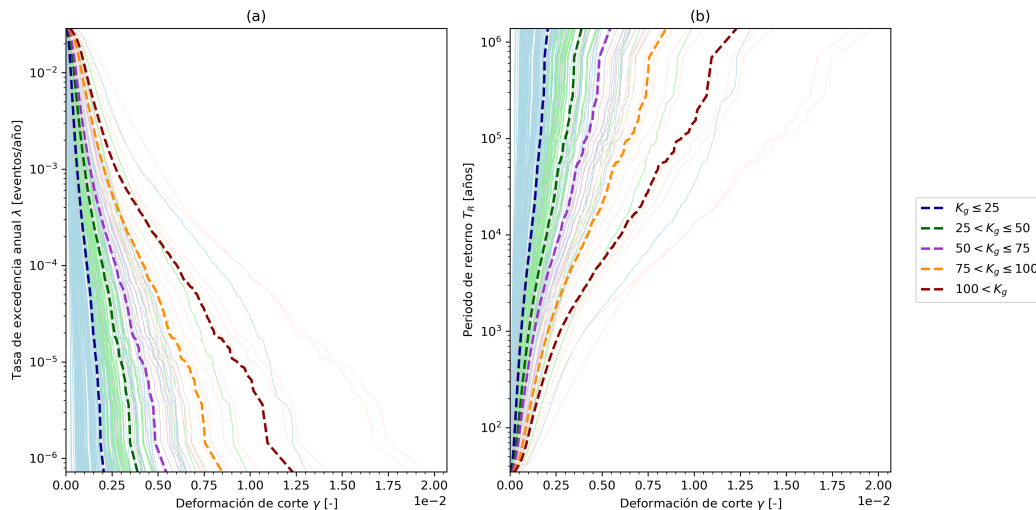 (a)
Tasa de excedencia anual λ [eventos/año]
10⁻²
10⁻³
10⁻⁴
10⁻⁵
10⁻⁶
0.00 0.25 0.50 0.75 1.00 1.25 1.50 1.75 2.00
1e−2
Deformación de corte γ [-]
(b)
Periodo de retorno T_R [años]
10⁶
10⁵
10⁴
10³
10²
0.00 0.25 0.50 0.75 1.00 1.25 1.50 1.75 2.00
1e−2
Deformación de corte γ [-]
K_g ≤ 25
25 < K_g ≤ 50
50 < K_g ≤ 75
75 < K_g ≤ 100
100 < K_g